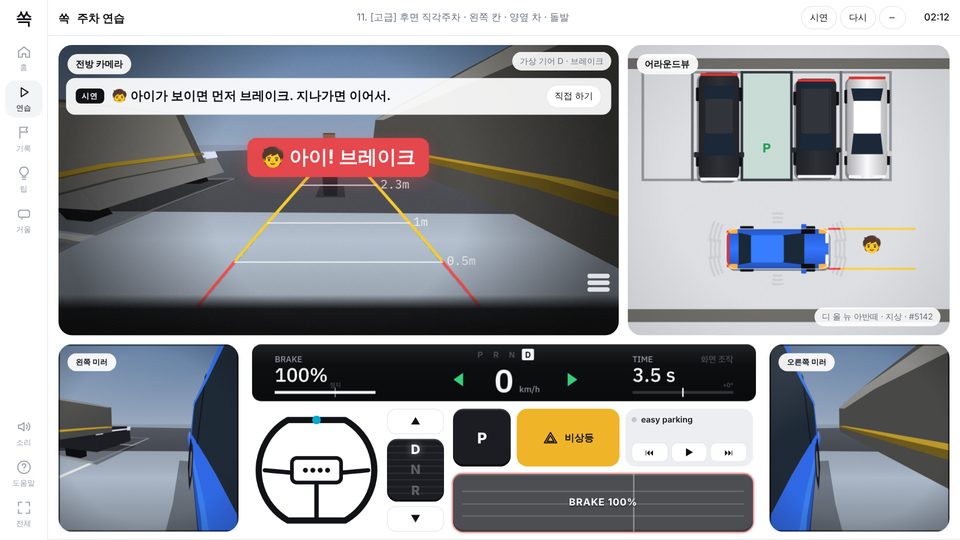 쏙
쏙 주차 연습
11. [고급] 후면 직각주차 · 왼쪽 칸 · 양옆 차 · 돌발
시연
다시
–
02:12
홈
연습
기록
팁
거울
소리
도움말
전체
전방 카메라
가상 기어 D · 브레이크
시연
아이가 보이면 먼저 브레이크. 지나가면 이어서.
직접 하기
아이! 브레이크
2.3m
1m
0.5m
어라운드뷰
P
디 올 뉴 아반떼 · 지상 · #5142
왼쪽 미러
BRAKE
100%
정지
P R N D
0 km/h
TIME
화면 조작
3.5 s
+0°
오른쪽 미러
D
N
R
P
비상등
easy parking
BRAKE 100%